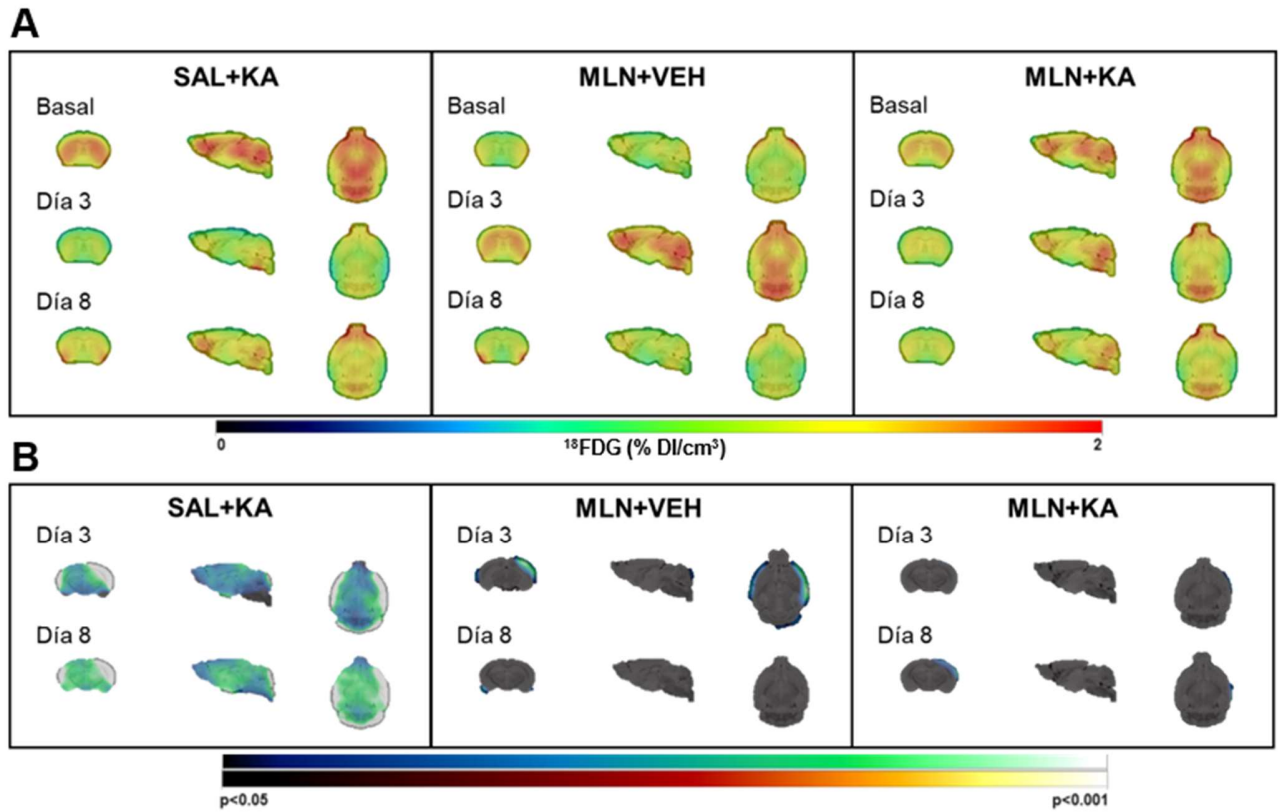 A
SAL+KA
MLN+VEH
MLN+KA
Basal
Basal
Basal
Día 3
Día 3
Día 3
Día 8
Día 8
Día 8
0
¹⁸FDG (% DI/cm³)
2
B
SAL+KA
MLN+VEH
MLN+KA
Día 3
Día 3
Día 3
Día 8
Día 8
Día 8
p<0.05
p<0.001